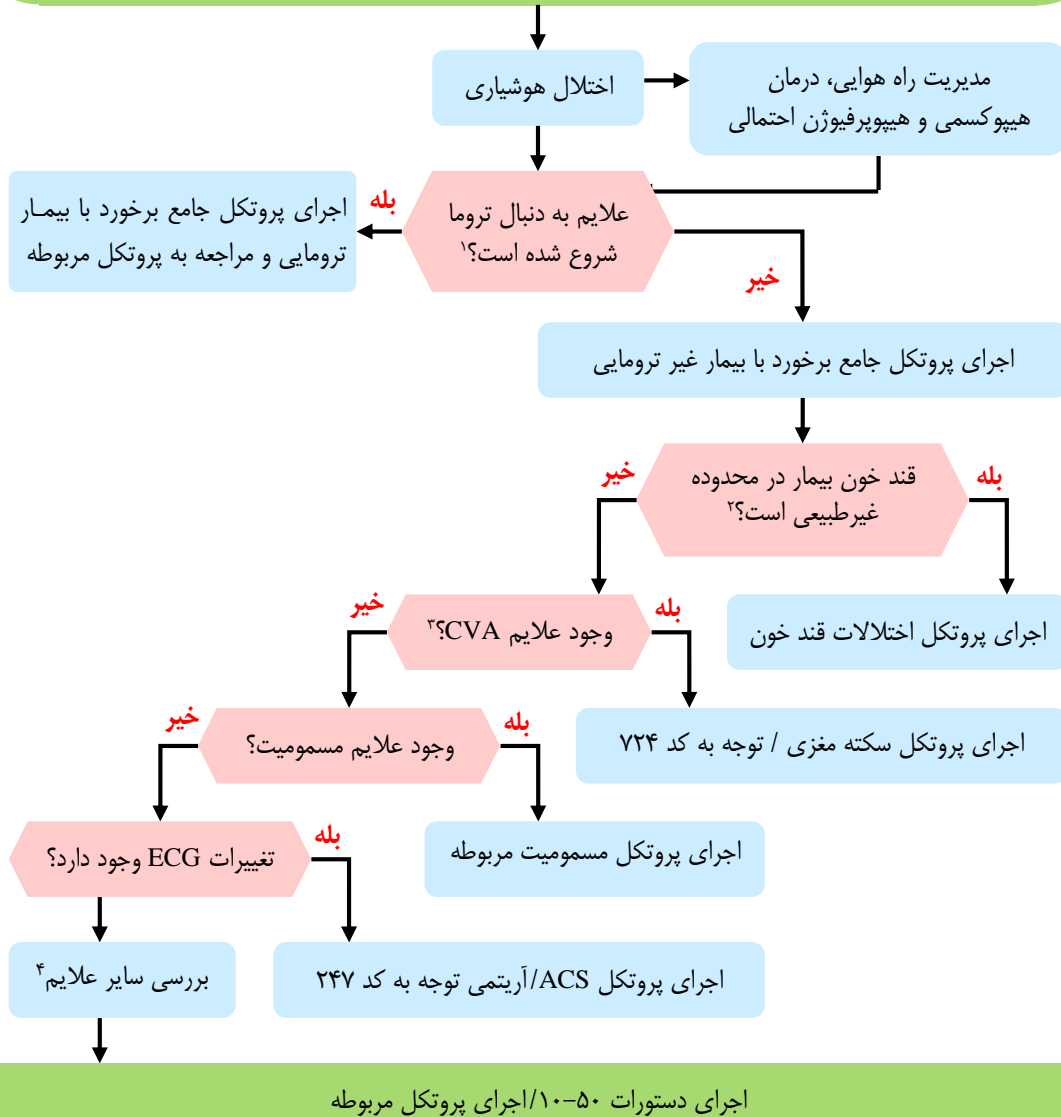 اختلال هوشیاری
مدیریت راه هوایی، درمان
هیپوکسمی و هیپوپرفیوژن احتمالی
علایم به دنبال تروما
شروع شده است؟۱
بله
اجرای پروتکل جامع برخورد با بیمـار
ترومایی و مراجعه به پروتکل مربوطه
خیر
اجرای پروتکل جامع برخورد با بیمار غیر ترومایی
قند خون بیمار در محدوده
غیرطبیعی است؟۲
بله
خیر
اجرای پروتکل اختلالات قند خون
وجود علایم CVA؟۳
بله
خیر
اجرای پروتکل سکته مغزی / توجه به کد ۷۲۴
وجود علایم مسمومیت؟
بله
خیر
اجرای پروتکل مسمومیت مربوطه
تغییرات ECG وجود دارد؟
بله
اجرای پروتکل ACS/آریتمی توجه به کد ۲۴۷
بررسی سایر علایم۴
اجرای دستورات ۵۰-۱۰/اجرای پروتکل مربوطه